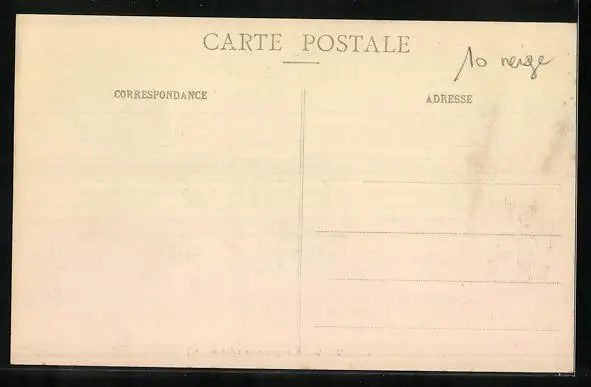 CARTE POSTALE
10 neige
CORRESPONDANCE
ADRESSE